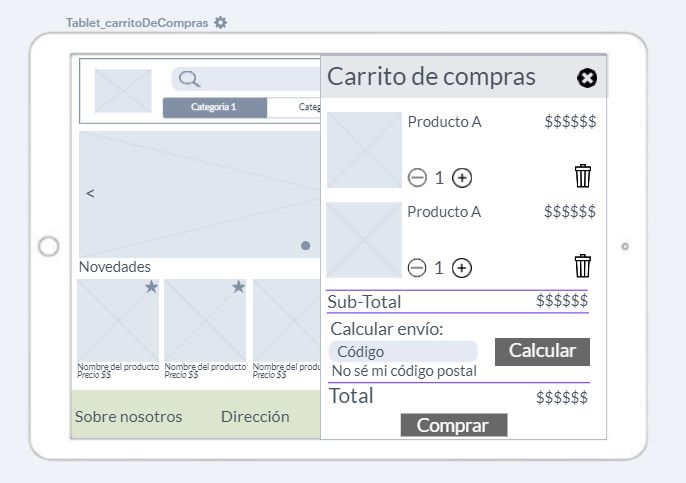 Tablet_carritoDeCompras
Carrito de compras
Categoría 1
Categ
Producto A
$$$$$$
1
<
Producto A
$$$$$$
1
Novedades
Sub-Total
$$$$$$
Calcular envío:
Código
Calcular
No sé mi código postal
Nombre del producto
Precio $$
Nombre del producto
Precio $$
Nombre del produ
Precio $$
Total
$$$$$$
Sobre nosotros
Dirección
Comprar